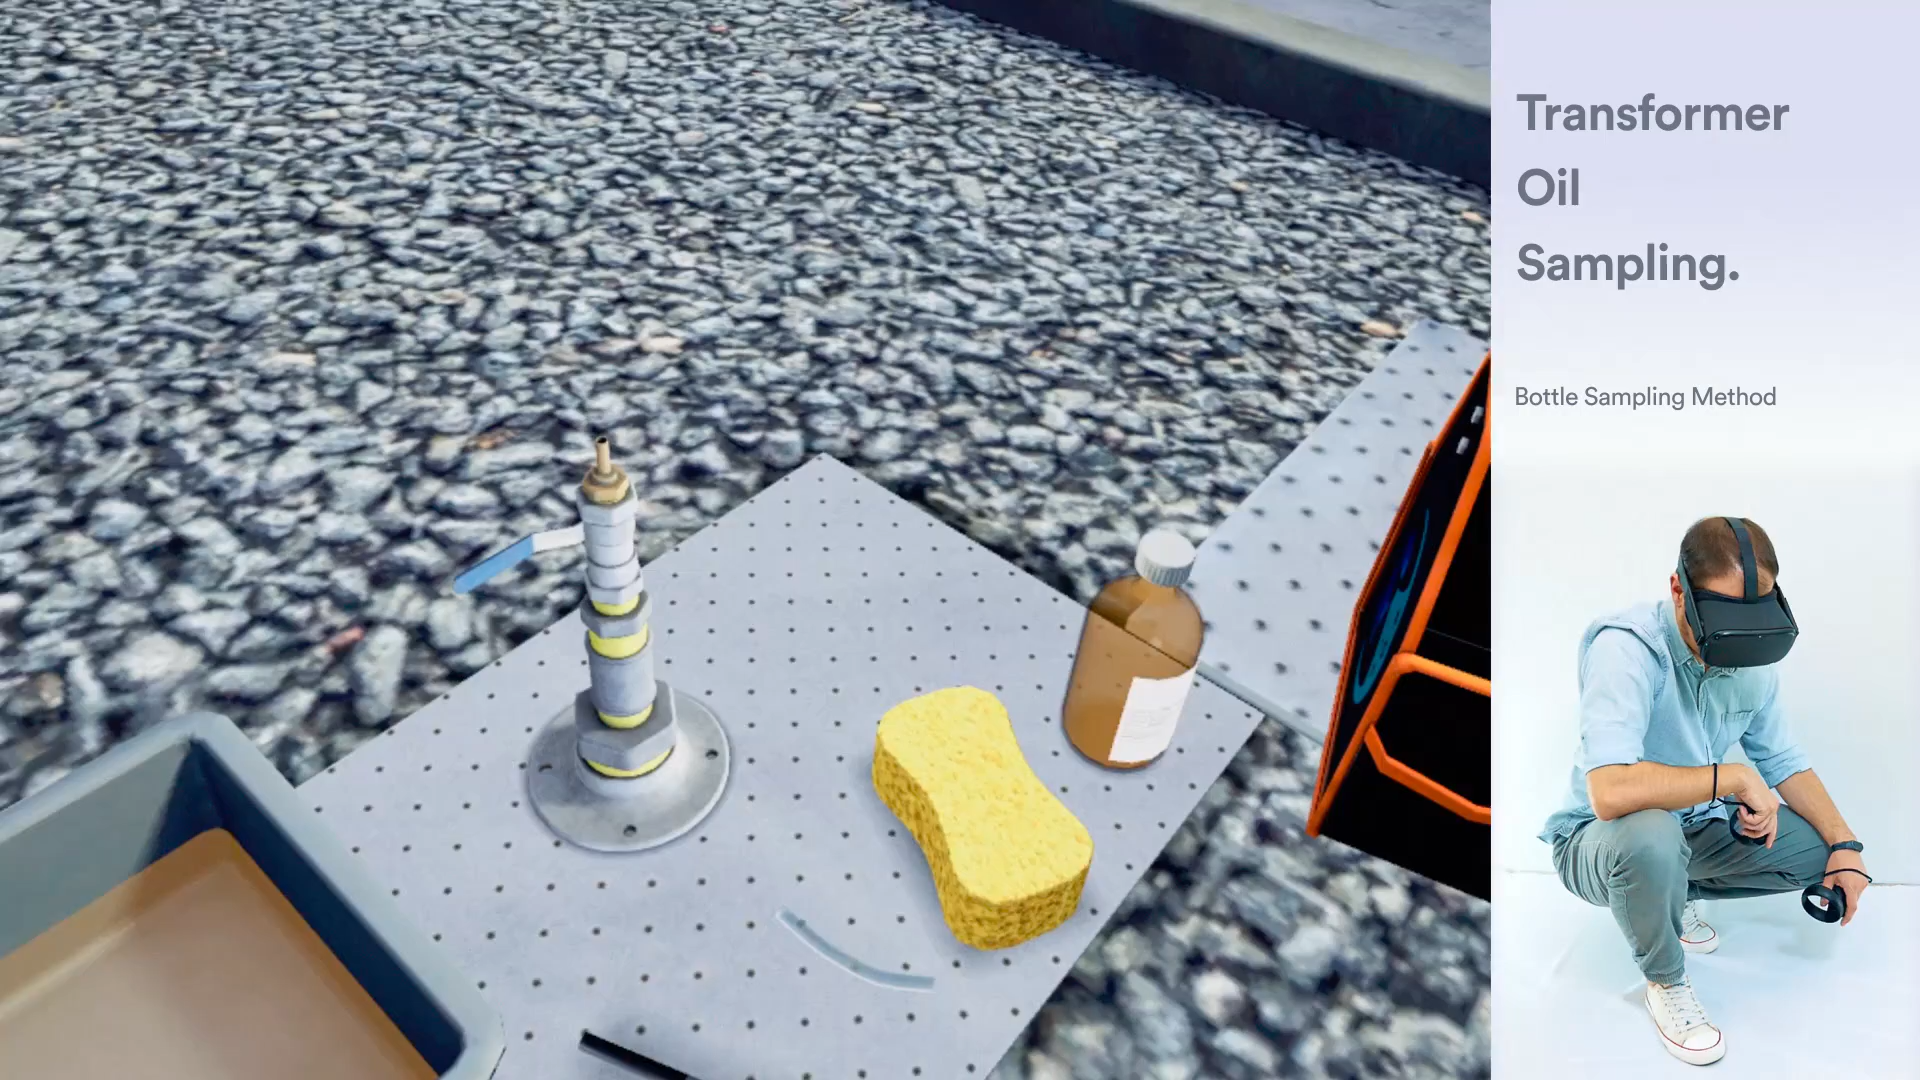 Transformer
Oil
Sampling.
Bottle Sampling Method